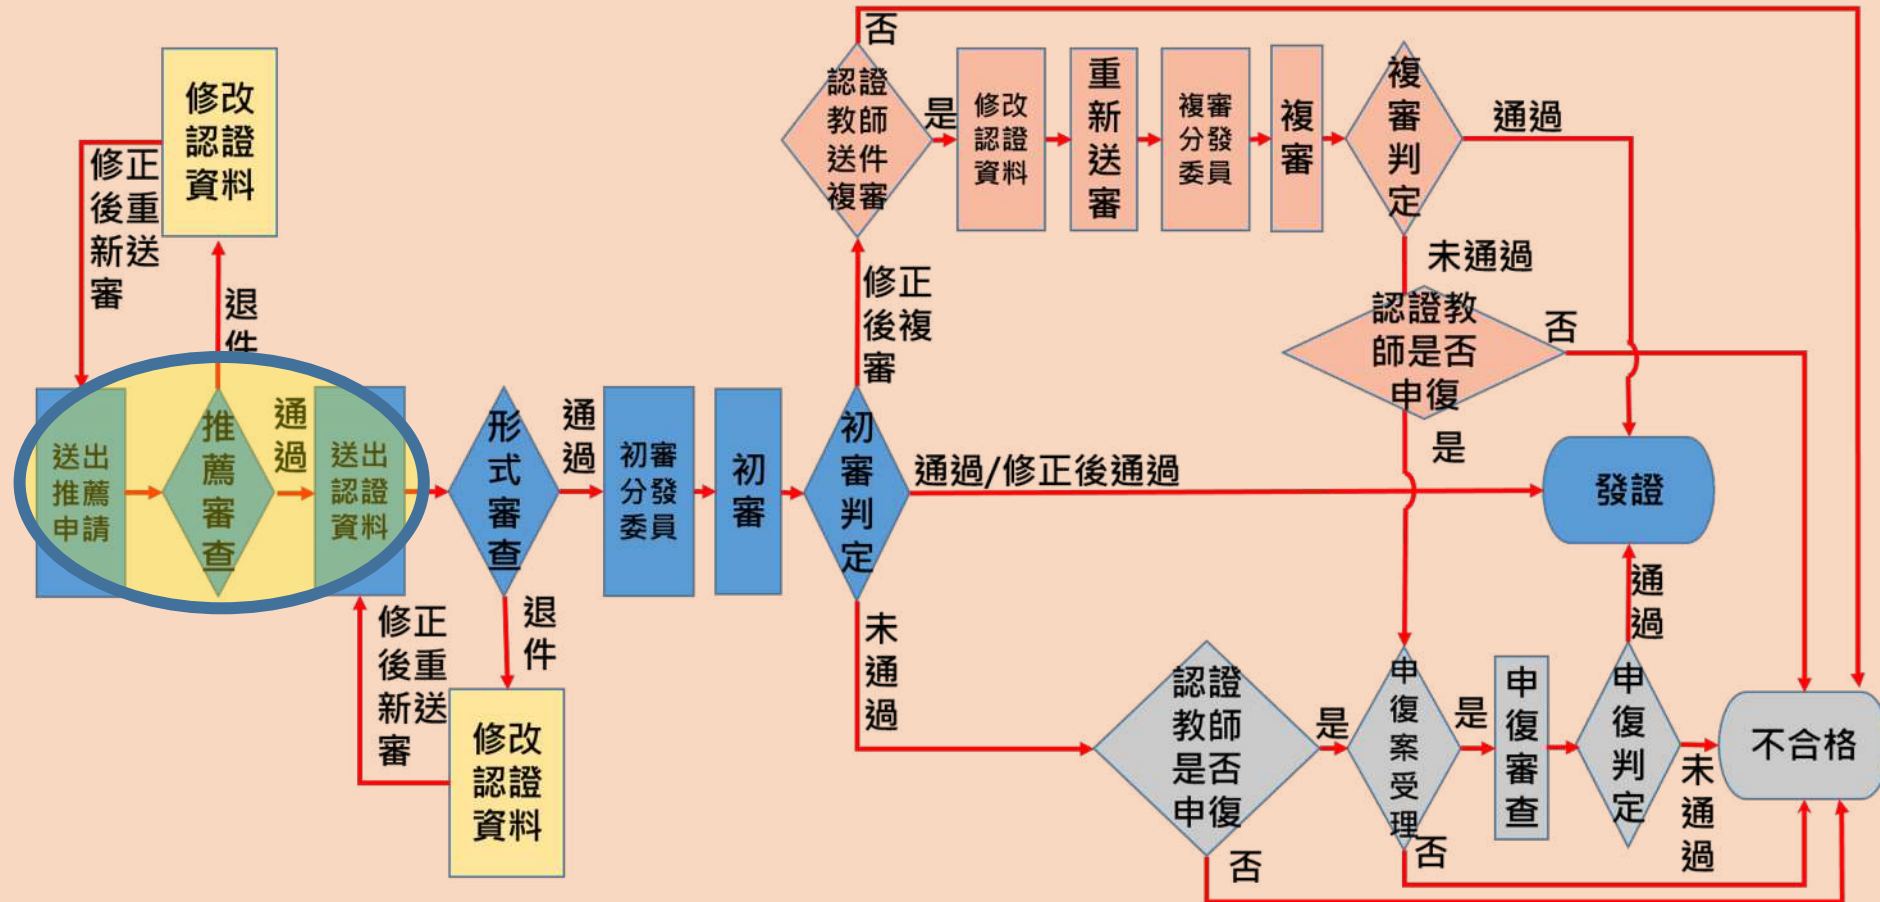 修改
認證
資料
修正
後重
新送
審
退
件
送出
推薦
申請
推
薦
審
查
通
過
送出
認證
資料
修正
後重
新送
審
形
式
審
查
退
件
修改
認證
資料
通
過
初審
分發
委員
初
審
初
審
判
定
修正
後複
審
認證
教師
送件
複審
否
是
修改
認證
資料
重
新
送
審
複審
分發
委員
複
審
複
審
判
定
通過
未通過
認證教
師是否
申復
否
是
通過/修正後通過
發證
未
通
過
認證
教師
是否
申復
是
否
申
復
案
受
理
是
否
申
復
審
查
申
復
判
定
通
過
未
通
過
不合格